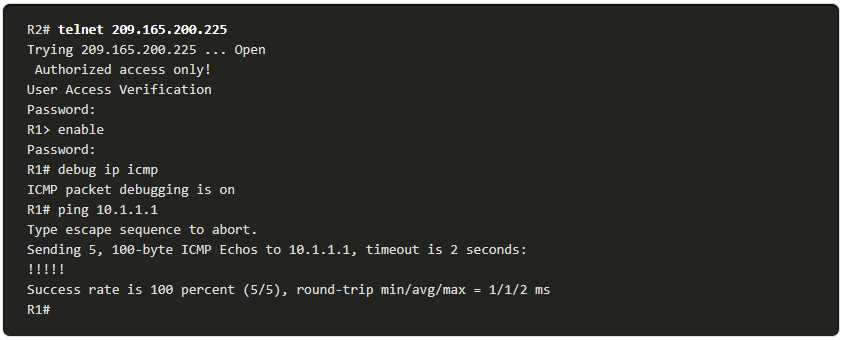 R2# telnet 209.165.200.225
Trying 209.165.200.225 ... Open
 Authorized access only!
User Access Verification
Password:
R1> enable
Password:
R1# debug ip icmp
ICMP packet debugging is on
R1# ping 10.1.1.1
Type escape sequence to abort.
Sending 5, 100-byte ICMP Echos to 10.1.1.1, timeout is 2 seconds:
!!!!!
Success rate is 100 percent (5/5), round-trip min/avg/max = 1/1/2 ms
R1#